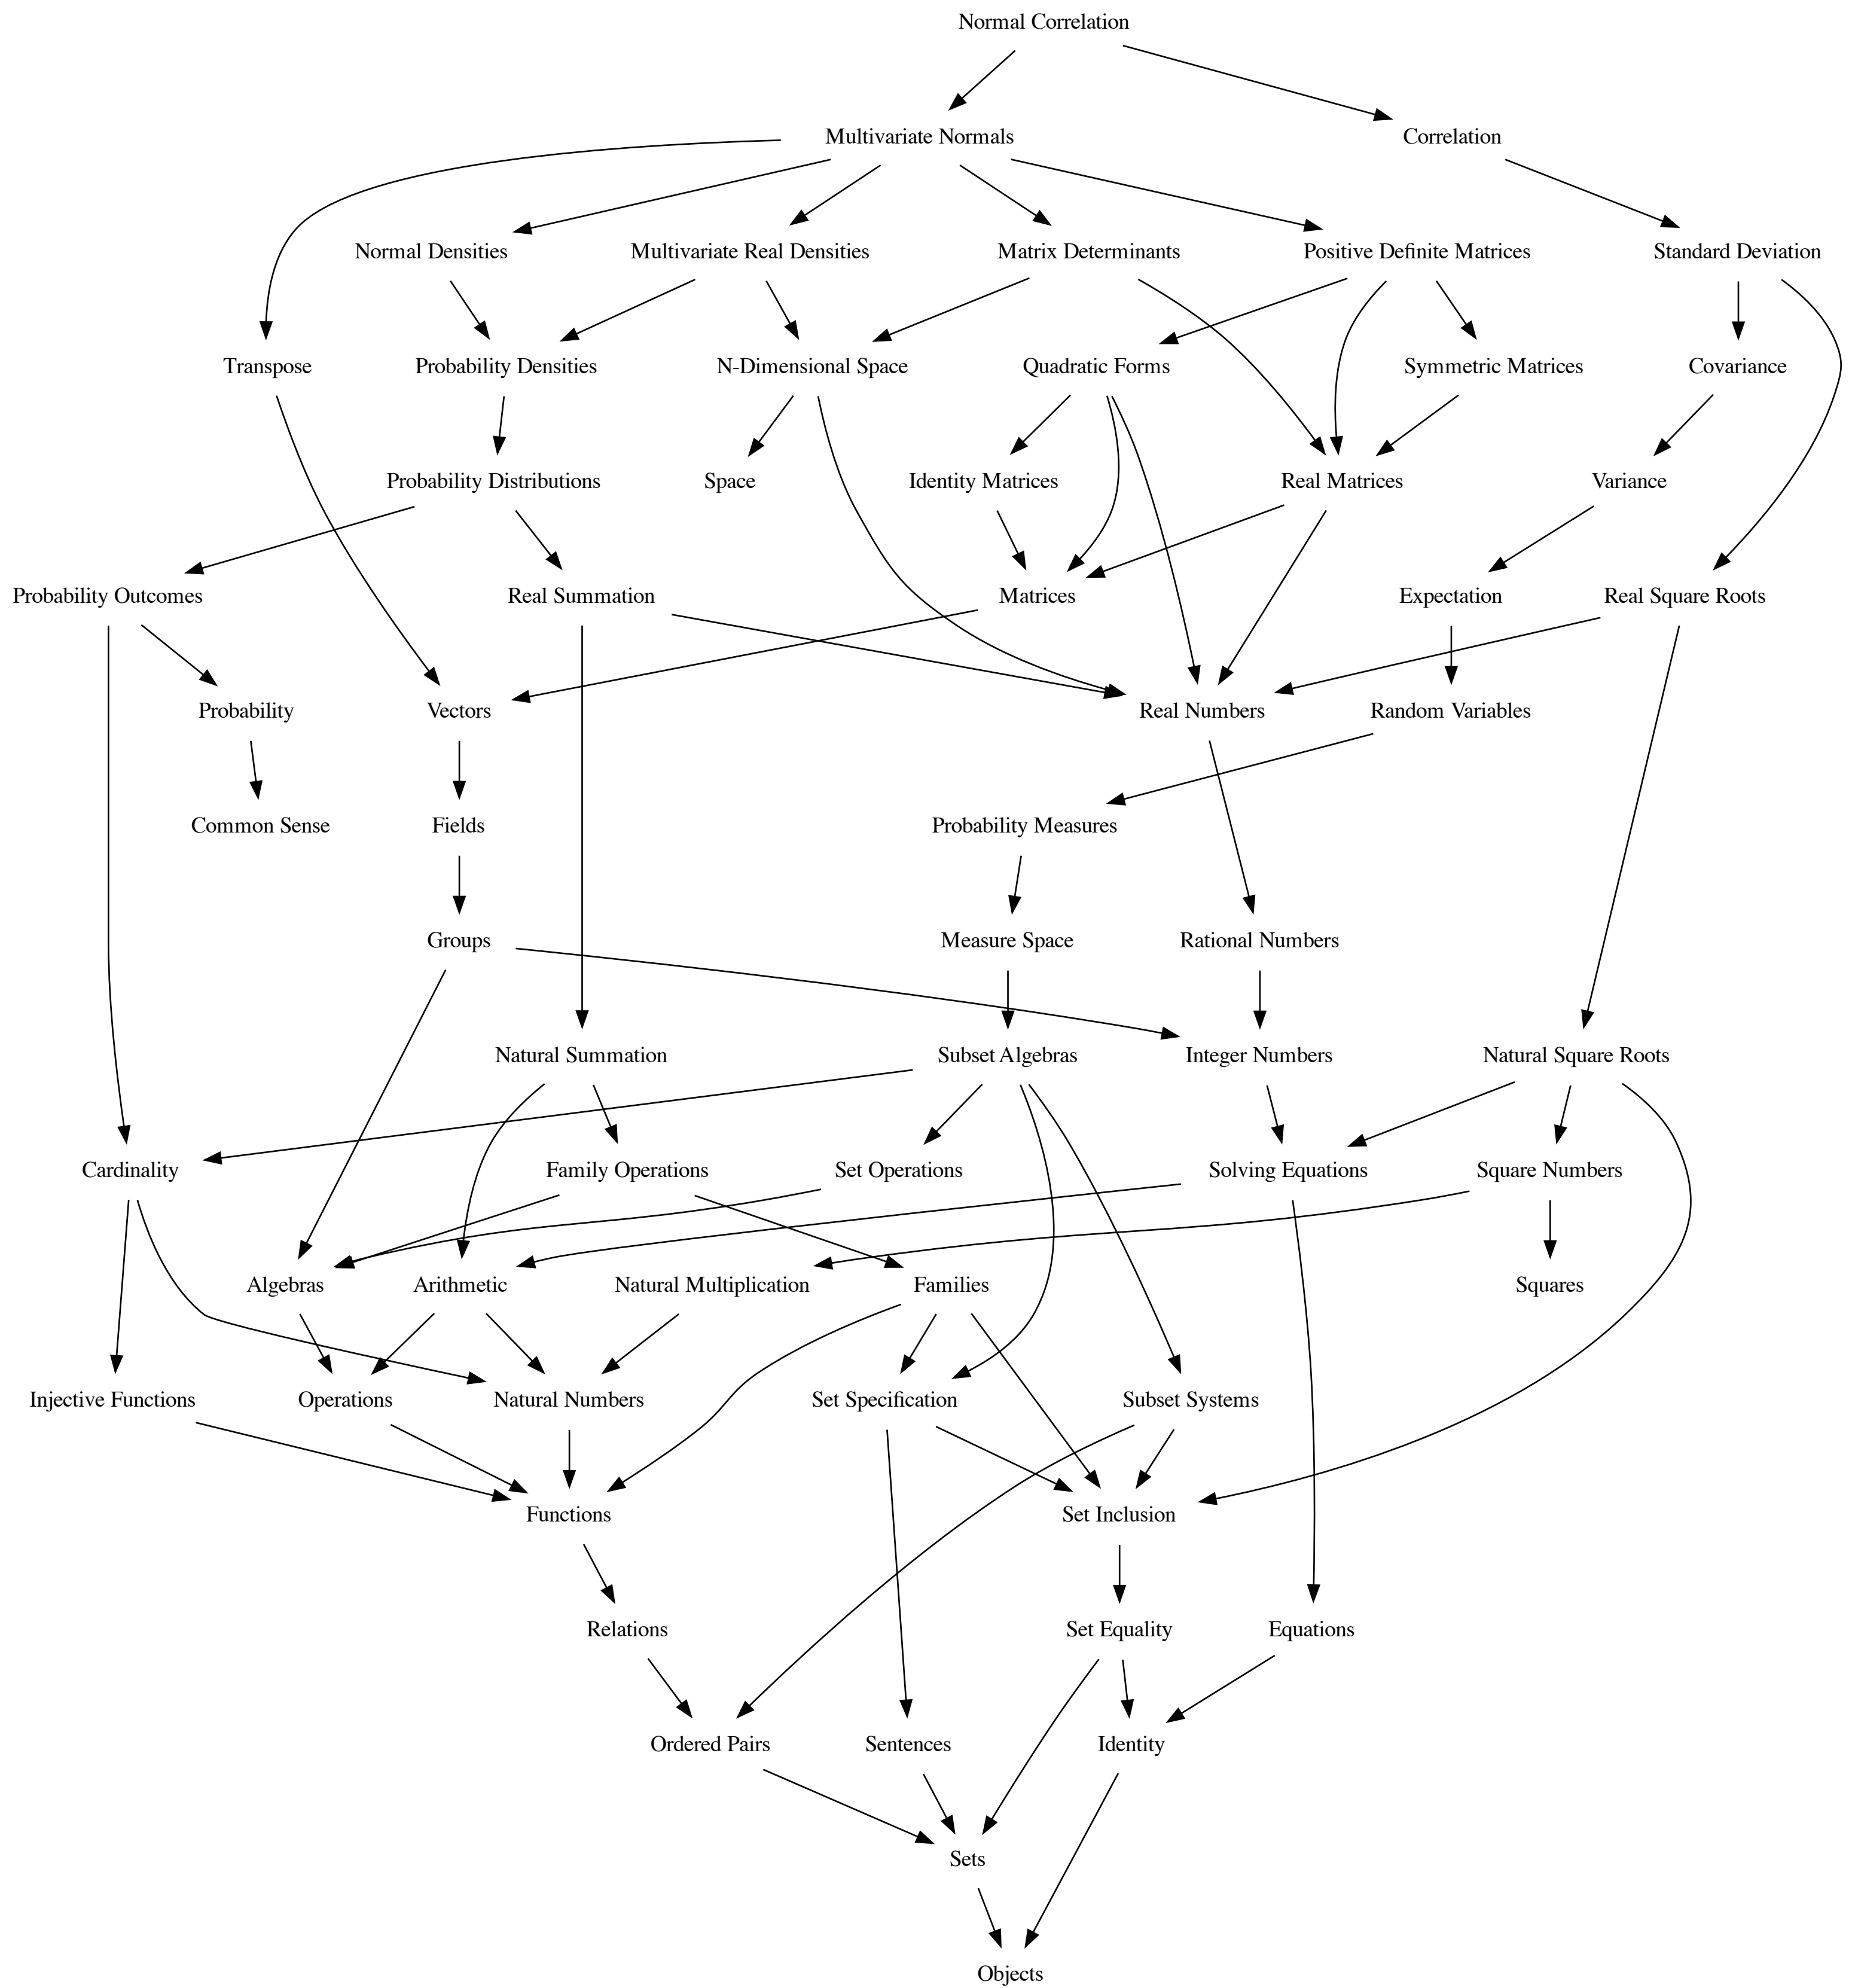 Normal Correlation
Multivariate Normals
Correlation
Normal Densities
Multivariate Real Densities
Matrix Determinants
Positive Definite Matrices
Standard Deviation
Transpose
Probability Densities
N-Dimensional Space
Quadratic Forms
Symmetric Matrices
Covariance
Probability Distributions
Space
Identity Matrices
Real Matrices
Variance
Probability Outcomes
Real Summation
Matrices
Expectation
Real Square Roots
Probability
Vectors
Real Numbers
Random Variables
Common Sense
Fields
Probability Measures
Groups
Measure Space
Rational Numbers
Natural Summation
Subset Algebras
Integer Numbers
Natural Square Roots
Cardinality
Family Operations
Set Operations
Solving Equations
Square Numbers
Algebras
Arithmetic
Natural Multiplication
Families
Squares
Injective Functions
Operations
Natural Numbers
Set Specification
Subset Systems
Functions
Set Inclusion
Relations
Set Equality
Equations
Ordered Pairs
Sentences
Identity
Sets
Objects